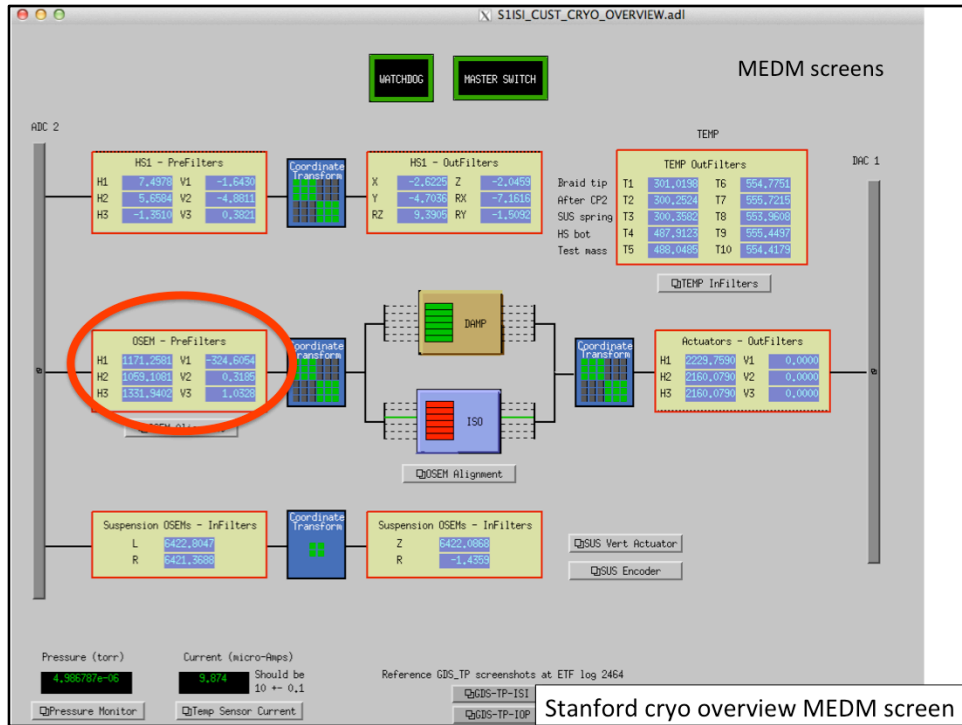 S1ISI_CUST_CRYO_OVERVIEW.adl
MEDM screens
WATCHDOG
MASTER SWITCH
ADC 2
HS1 - PreFilters
H1 7.4978 V1 -1.6430
H2 5.6584 V2 -4.8811
H3 -1.3510 V3 0.3821
Coordinate
Transform
HS1 - OutFilters
X -2.6225 Z -2.0459
Y -4.7036 RX -7.1616
RZ 9.3905 RY -1.5092
TEMP
TEMP OutFilters
Braid tip T1 301.0198 T6 554.7751
After CP2 T2 300.2524 T7 555.7215
SUS spring T3 300.3582 T8 553.9608
HS bot T4 487.9123 T9 555.4497
Test mass T5 488.0485 T10 554.4179
TEMP InFilters
DAC 1
OSEM - PreFilters
H1 1171.2581 V1 -324.6054
H2 1059.1081 V2 0.3185
H3 1331.9402 V3 1.0328
OSEM Alignment
Coordinate
Transform
DAMP
ISO
OSEM Alignment
Coordinate
Transform
Actuators - OutFilters
H1 2229.7590 V1 0.0000
H2 2160.0790 V2 0.0000
H3 2160.0790 V3 0.0000
Suspension OSEMs - InFilters
L 6422.8047
R 6421.3688
Coordinate
Transform
Suspension OSEMs - InFilters
Z 6422.0868
R -1.4359
SUS Vert Actuator
SUS Encoder
Pressure (torr)
4.986787e-06
Pressure Monitor
Current (micro-Amps)
9.874
Should be
10 +- 0.1
Temp Sensor Current
Reference GDS_TP screenshots at ETF log 2464
GDS-TP-ISI
GDS-TP-IOP
Stanford cryo overview MEDM screen